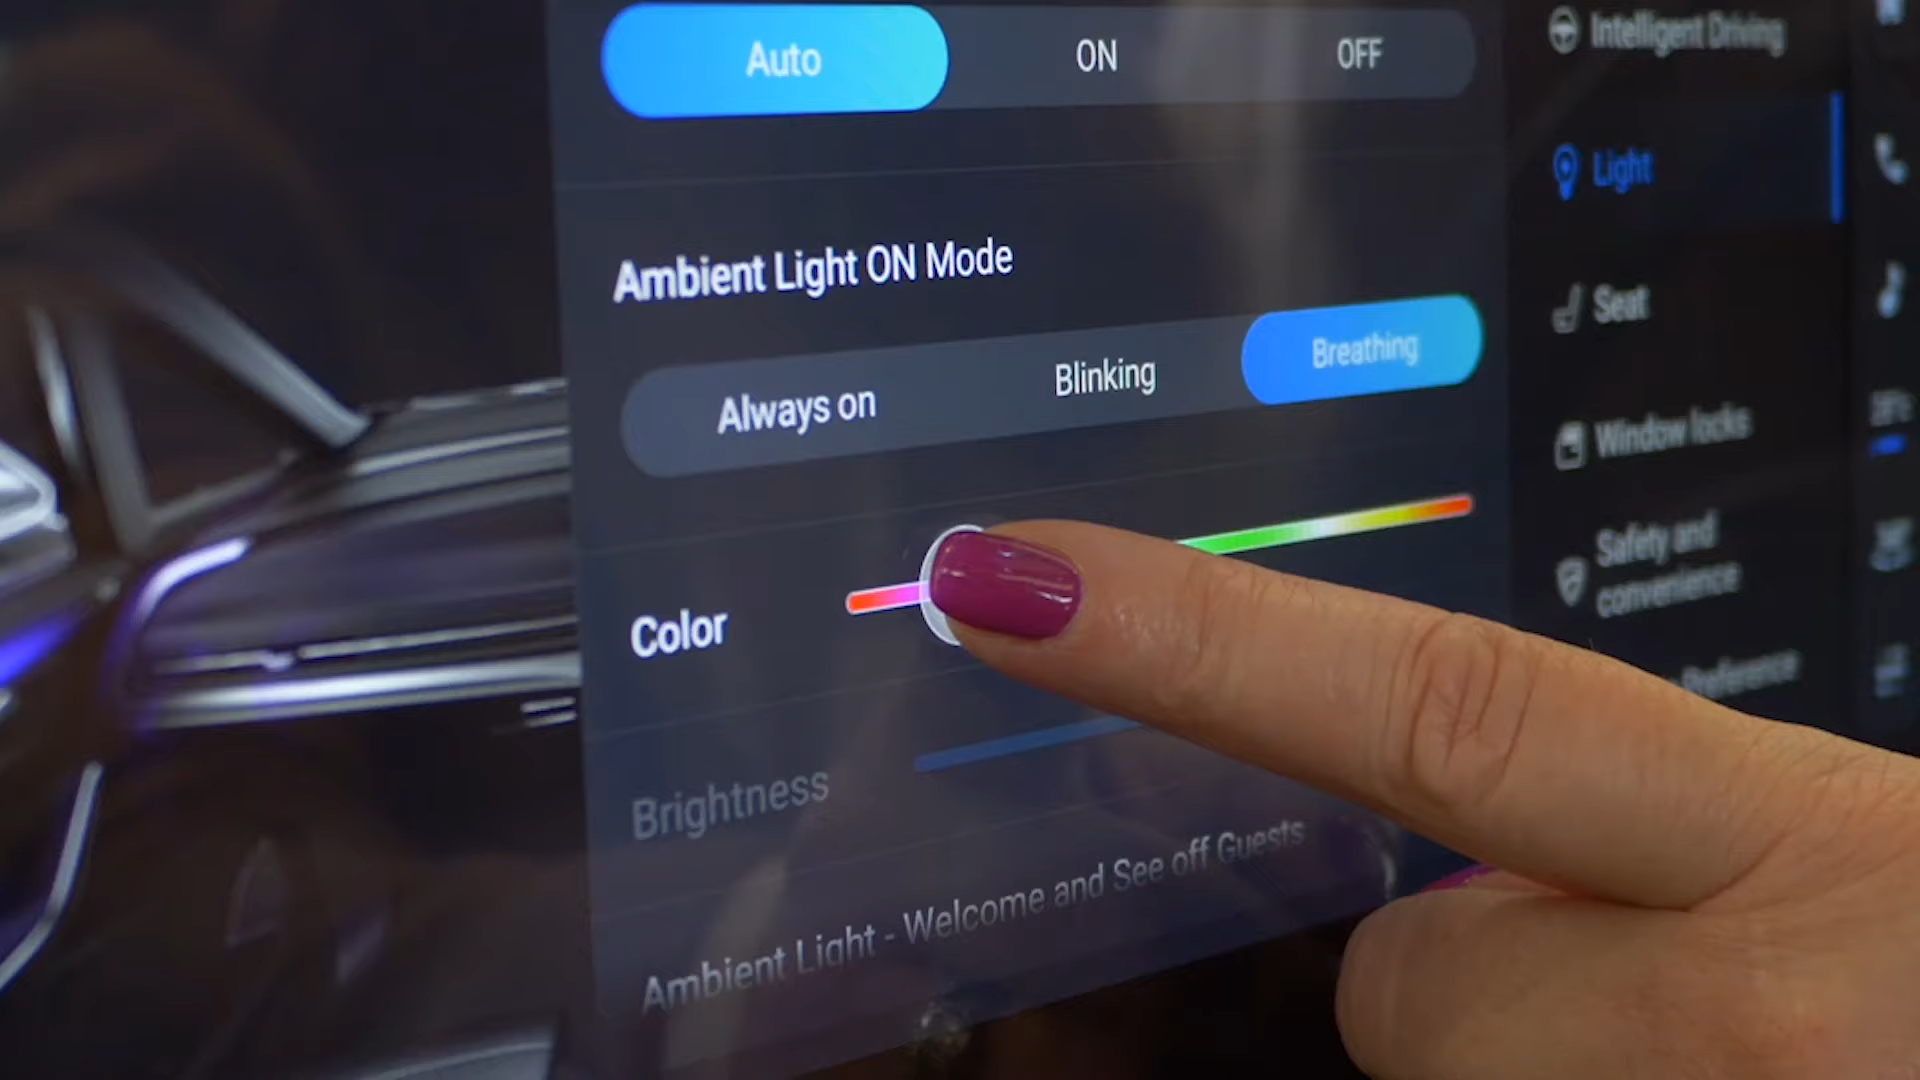 Auto ON OFF
Ambient Light ON Mode
Always on Blinking Breathing
Color
Brightness
Ambient Light - Welcome and See off Guests
Intelligent Driving
Light
Seat
Window locks
Safety and
convenience
Preference